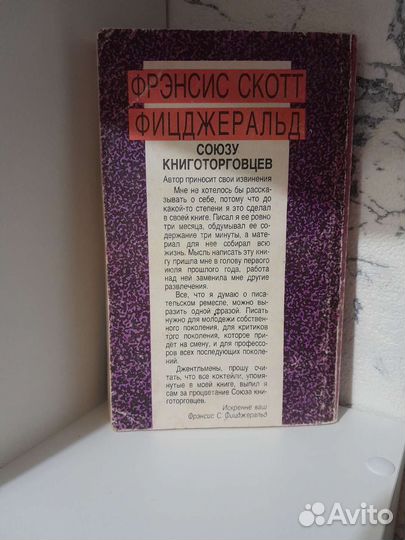 ФРЭНСИС СКОТТ
ФИЦДЖЕРАЛЬД
СОЮЗУ
КНИГОТОРГОВЦЕВ
Автор приносит свои извинения
Мне не хотелось бы расска-
зывать о себе, потому что до
какой-то степени я это сделал
в своей книге. Писал я ее ровно
три месяца, обдумывал ее со-
держание три минуты, а мате-
риал для нее собирал всю
жизнь. Мысль написать эту кни-
гу пришла мне в голову первого
июля прошлого года, работа
над ней заменила мне другие
развлечения.
Все, что я думаю о писа-
тельском ремесле, можно вы-
разить одной фразой. Писать
нужно для молодежи собствен-
ного поколения, для критиков
того поколения, которое при-
дёт на смену, и для профессо-
ров всех последующих поколе-
ний.
Джентльмены, прошу счи-
тать, что все коктейли, упомя-
нутые в моей книге, выпил я
сам за процветание Союза кни-
готорговцев.
Искренне ваш
Фрэнсис С. Фицджеральд
Avito